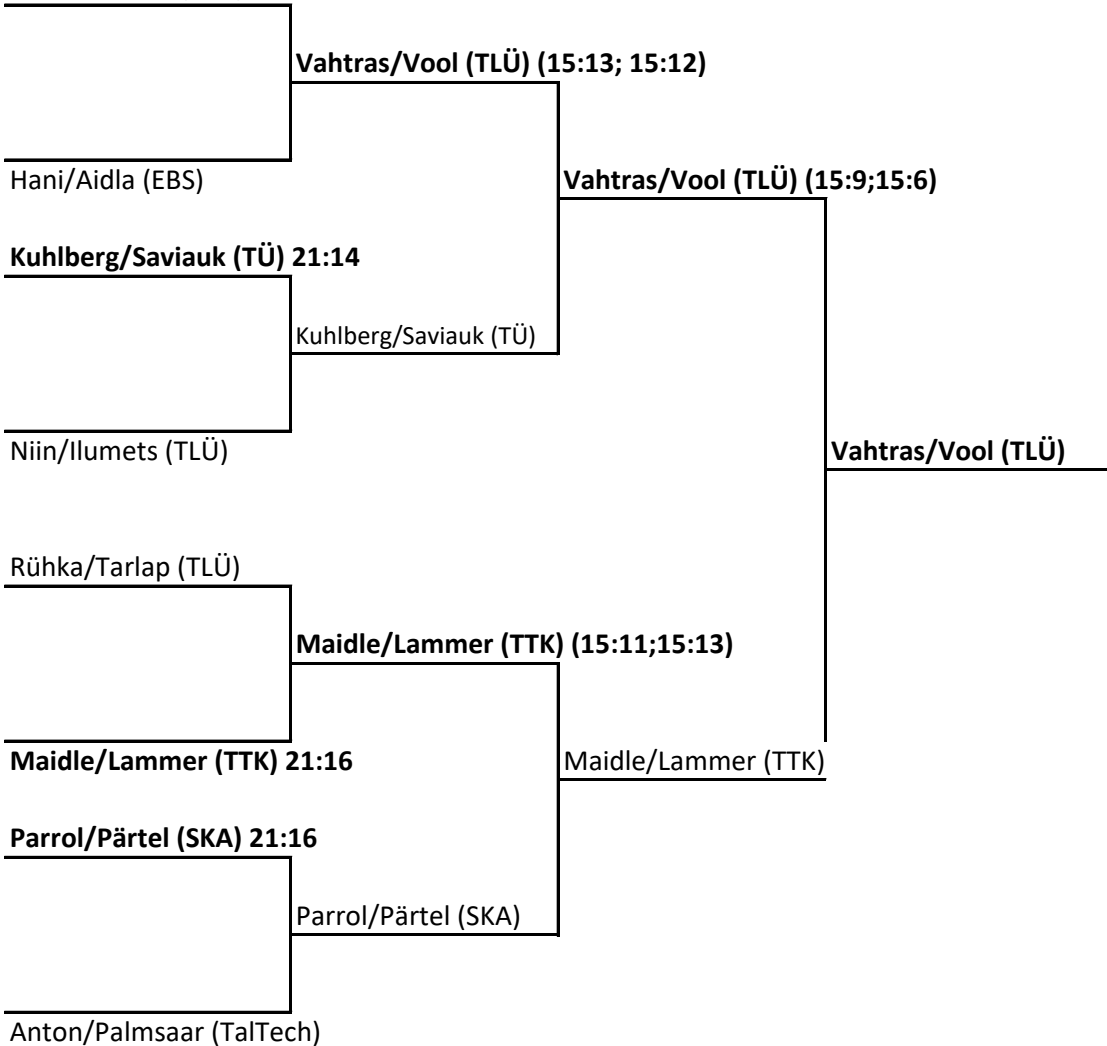 Vahtras/Vool (TLÜ) (15:13; 15:12)
Hani/Aidla (EBS)
Vahtras/Vool (TLÜ) (15:9;15:6)
Kuhlberg/Saviauk (TÜ) 21:14
Kuhlberg/Saviauk (TÜ)
Niin/Ilumets (TLÜ)
Vahtras/Vool (TLÜ)
Rühka/Tarlap (TLÜ)
Maidle/Lammer (TTK) (15:11;15:13)
Maidle/Lammer (TTK) 21:16
Maidle/Lammer (TTK)
Parrol/Pärtel (SKA) 21:16
Parrol/Pärtel (SKA)
Anton/Palmsaar (TalTech)